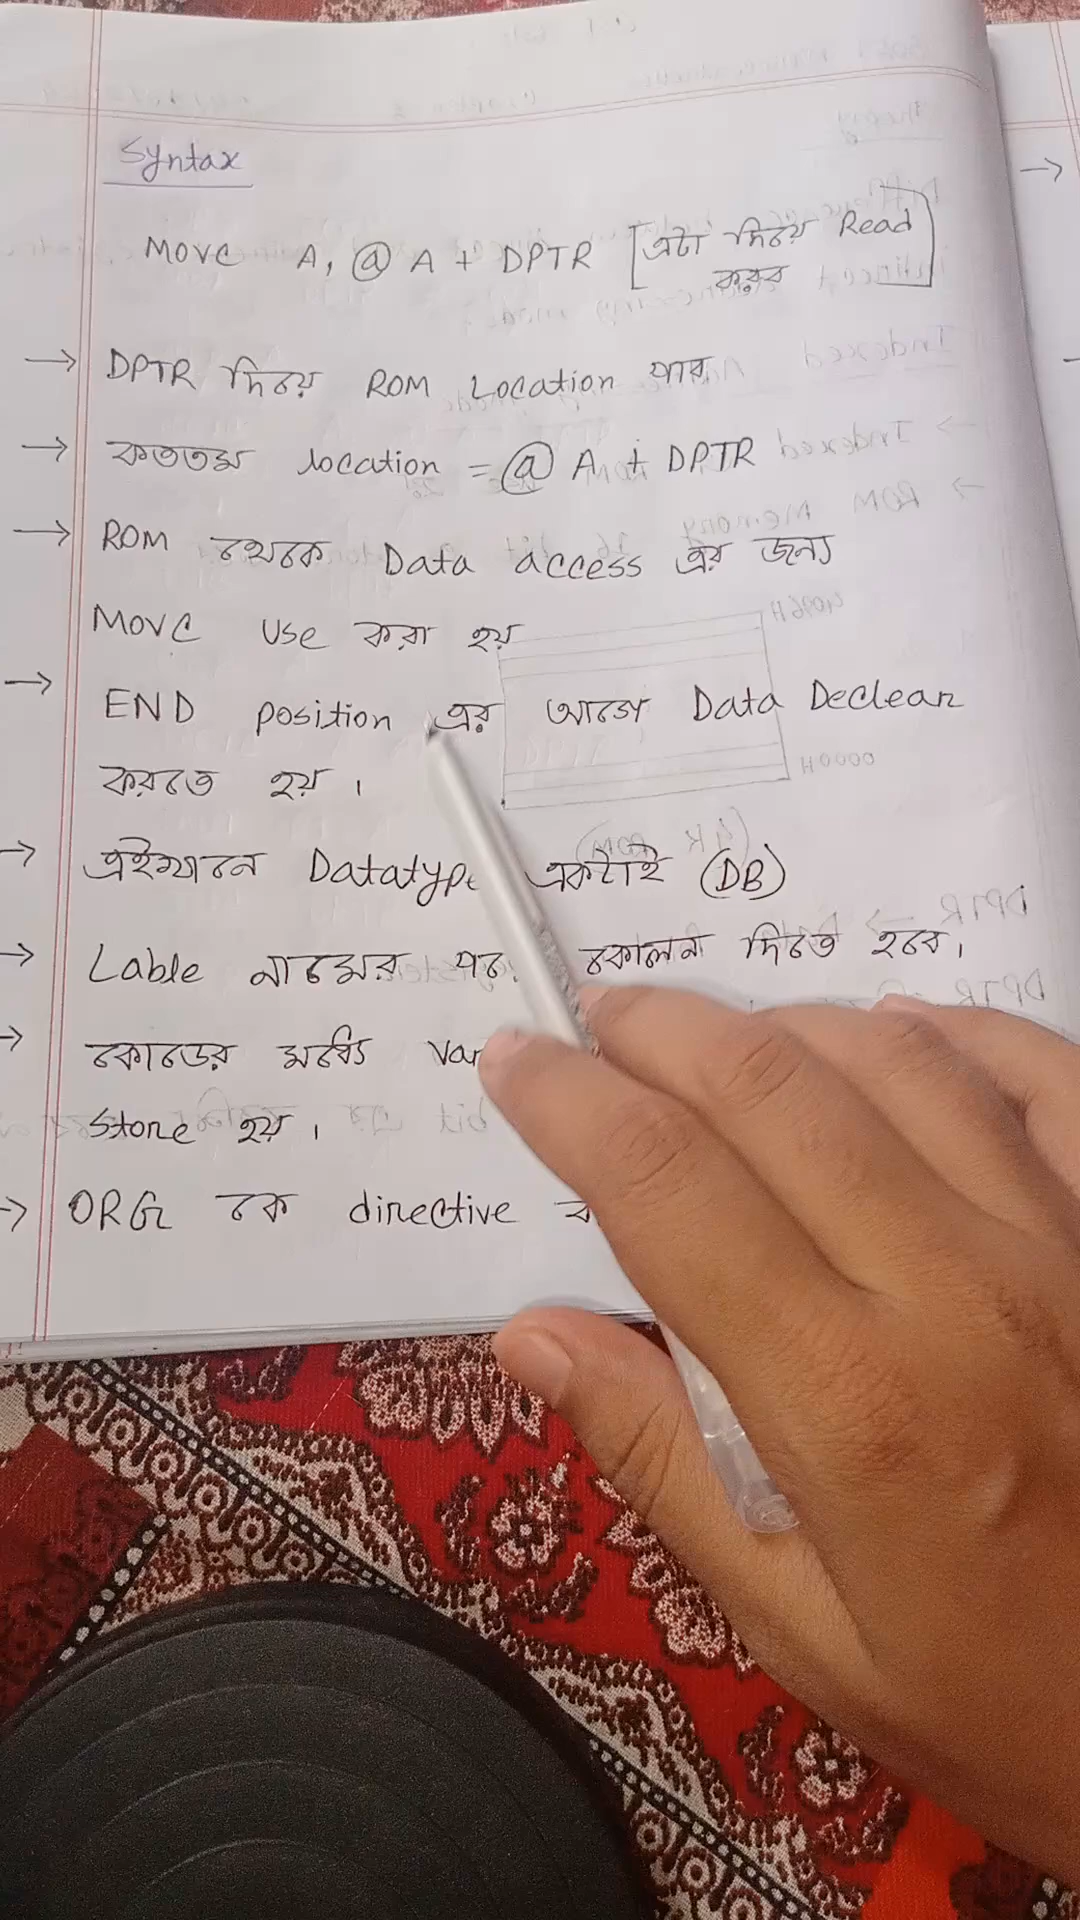 Syntax
MOVC A, @ A + DPTR [এটা দিয়ে Read
করব]
→ DPTR দিয়ে ROM Location পাব
→ কততম location = @ A + DPTR
→ ROM থেকে Data access এর জন্য
MOVC use করা হয়
→ END position এর আগে Data Declear
করতে হয়।
→ এইখানে Datatype একটাই (DB)
→ Lable নামের পরে কোলন দিতে হবে।
→ কোডের মধ্যে
Store হয়।
→ ORG কে directive